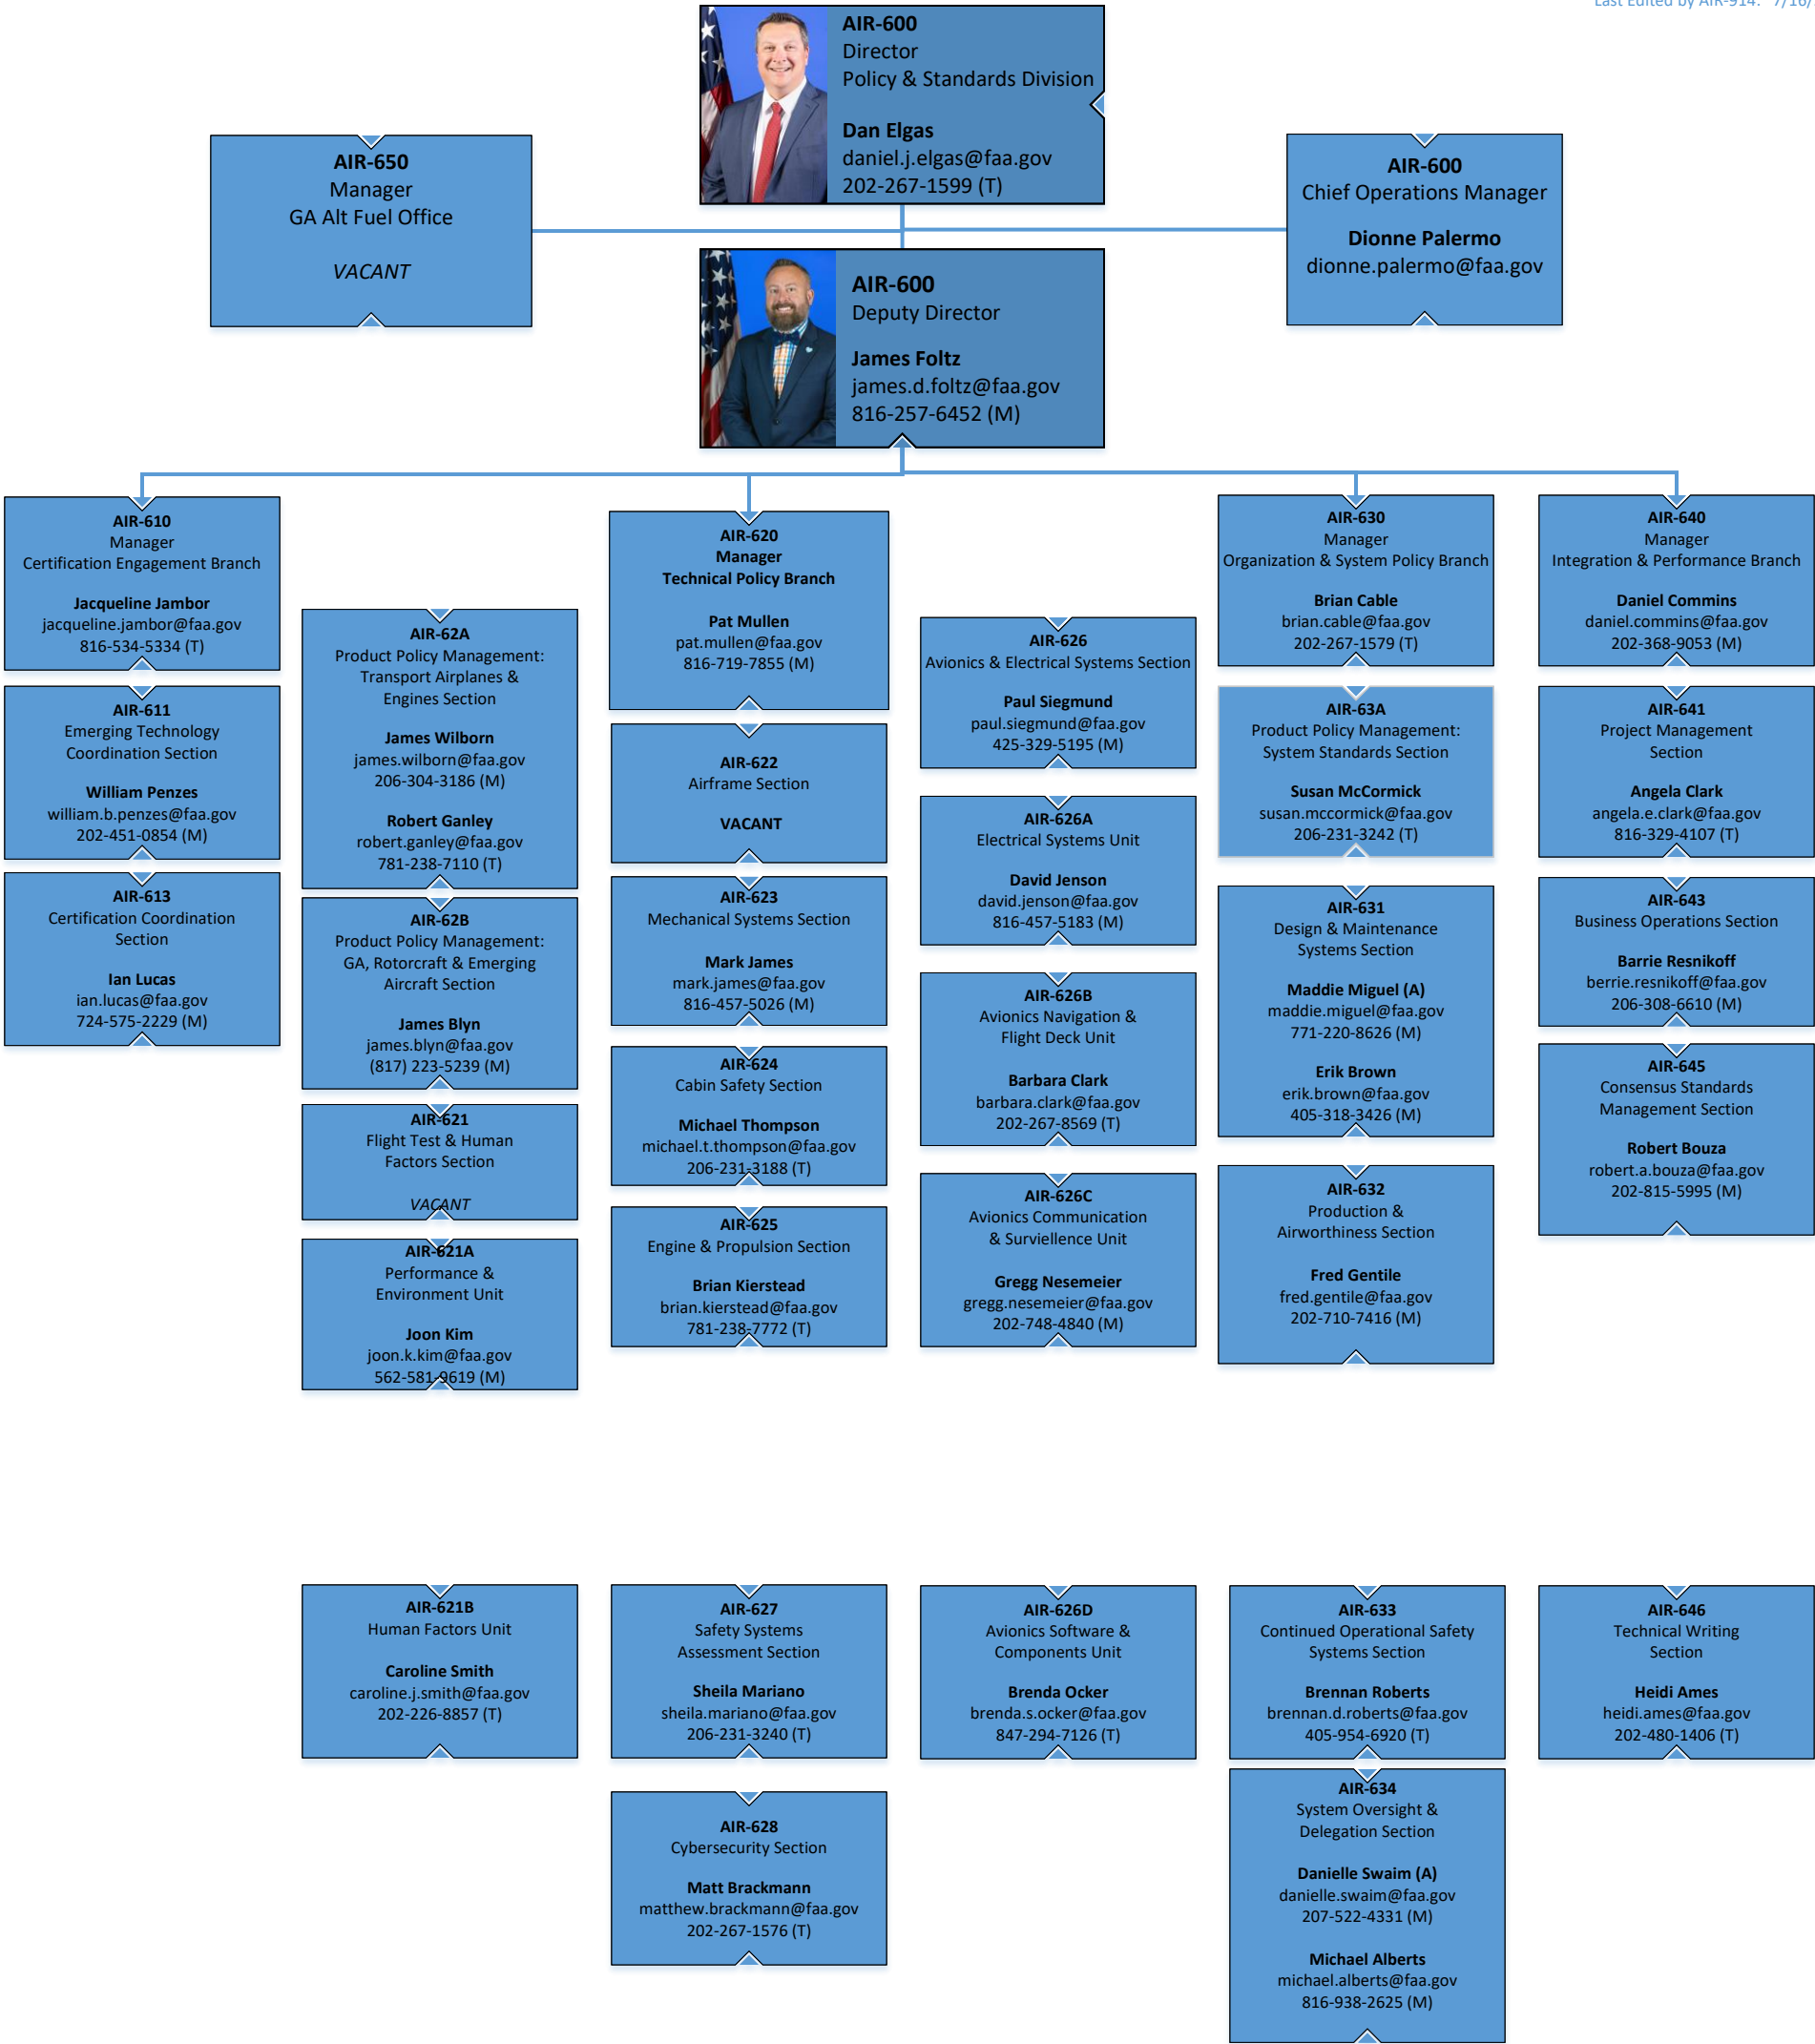 Last Edited by AIR-914: 7/16/
AIR-600
Director
Policy & Standards Division
Dan Elgas
daniel.j.elgas@faa.gov
202-267-1599 (T)
AIR-650
Manager
GA Alt Fuel Office
VACANT
AIR-600
Chief Operations Manager
Dionne Palermo
dionne.palermo@faa.gov
AIR-600
Deputy Director
James Foltz
james.d.foltz@faa.gov
816-257-6452 (M)
AIR-610
Manager
Certification Engagement Branch
Jacqueline Jambor
jacqueline.jambor@faa.gov
816-534-5334 (T)
AIR-611
Emerging Technology
Coordination Section
William Penzes
william.b.penzes@faa.gov
202-451-0854 (M)
AIR-613
Certification Coordination
Section
Ian Lucas
ian.lucas@faa.gov
724-575-2229 (M)
AIR-62A
Product Policy Management:
Transport Airplanes &
Engines Section
James Wilborn
james.wilborn@faa.gov
206-304-3186 (M)
Robert Ganley
robert.ganley@faa.gov
781-238-7110 (T)
AIR-62B
Product Policy Management:
GA, Rotorcraft & Emerging
Aircraft Section
James Blyn
james.blyn@faa.gov
(817) 223-5239 (M)
AIR-621
Flight Test & Human
Factors Section
VACANT
AIR-621A
Performance &
Environment Unit
Joon Kim
joon.k.kim@faa.gov
562-581-9619 (M)
AIR-620
Manager
Technical Policy Branch
Pat Mullen
pat.mullen@faa.gov
816-719-7855 (M)
AIR-622
Airframe Section
VACANT
AIR-623
Mechanical Systems Section
Mark James
mark.james@faa.gov
816-457-5026 (M)
AIR-624
Cabin Safety Section
Michael Thompson
michael.t.thompson@faa.gov
206-231-3188 (T)
AIR-625
Engine & Propulsion Section
Brian Kierstead
brian.kierstead@faa.gov
781-238-7772 (T)
AIR-626
Avionics & Electrical Systems Section
Paul Siegmund
paul.siegmund@faa.gov
425-329-5195 (M)
AIR-626A
Electrical Systems Unit
David Jenson
david.jenson@faa.gov
816-457-5183 (M)
AIR-626B
Avionics Navigation &
Flight Deck Unit
Barbara Clark
barbara.clark@faa.gov
202-267-8569 (T)
AIR-626C
Avionics Communication
& Surviellence Unit
Gregg Nesemeier
gregg.nesemeier@faa.gov
202-748-4840 (M)
AIR-630
Manager
Organization & System Policy Branch
Brian Cable
brian.cable@faa.gov
202-267-1579 (T)
AIR-63A
Product Policy Management:
System Standards Section
Susan McCormick
susan.mccormick@faa.gov
206-231-3242 (T)
AIR-631
Design & Maintenance
Systems Section
Maddie Miguel (A)
maddie.miguel@faa.gov
771-220-8626 (M)
Erik Brown
erik.brown@faa.gov
405-318-3426 (M)
AIR-632
Production &
Airworthiness Section
Fred Gentile
fred.gentile@faa.gov
202-710-7416 (M)
AIR-640
Manager
Integration & Performance Branch
Daniel Commins
daniel.commins@faa.gov
202-368-9053 (M)
AIR-641
Project Management
Section
Angela Clark
angela.e.clark@faa.gov
816-329-4107 (T)
AIR-643
Business Operations Section
Barrie Resnikoff
berrie.resnikoff@faa.gov
206-308-6610 (M)
AIR-645
Consensus Standards
Management Section
Robert Bouza
robert.a.bouza@faa.gov
202-815-5995 (M)
AIR-621B
Human Factors Unit
Caroline Smith
caroline.j.smith@faa.gov
202-226-8857 (T)
AIR-627
Safety Systems
Assessment Section
Sheila Mariano
sheila.mariano@faa.gov
206-231-3240 (T)
AIR-628
Cybersecurity Section
Matt Brackmann
matthew.brackmann@faa.gov
202-267-1576 (T)
AIR-626D
Avionics Software &
Components Unit
Brenda Ocker
brenda.s.ocker@faa.gov
847-294-7126 (T)
AIR-633
Continued Operational Safety
Systems Section
Brennan Roberts
brennan.d.roberts@faa.gov
405-954-6920 (T)
AIR-634
System Oversight &
Delegation Section
Danielle Swaim (A)
danielle.swaim@faa.gov
207-522-4331 (M)
Michael Alberts
michael.alberts@faa.gov
816-938-2625 (M)
AIR-646
Technical Writing
Section
Heidi Ames
heidi.ames@faa.gov
202-480-1406 (T)